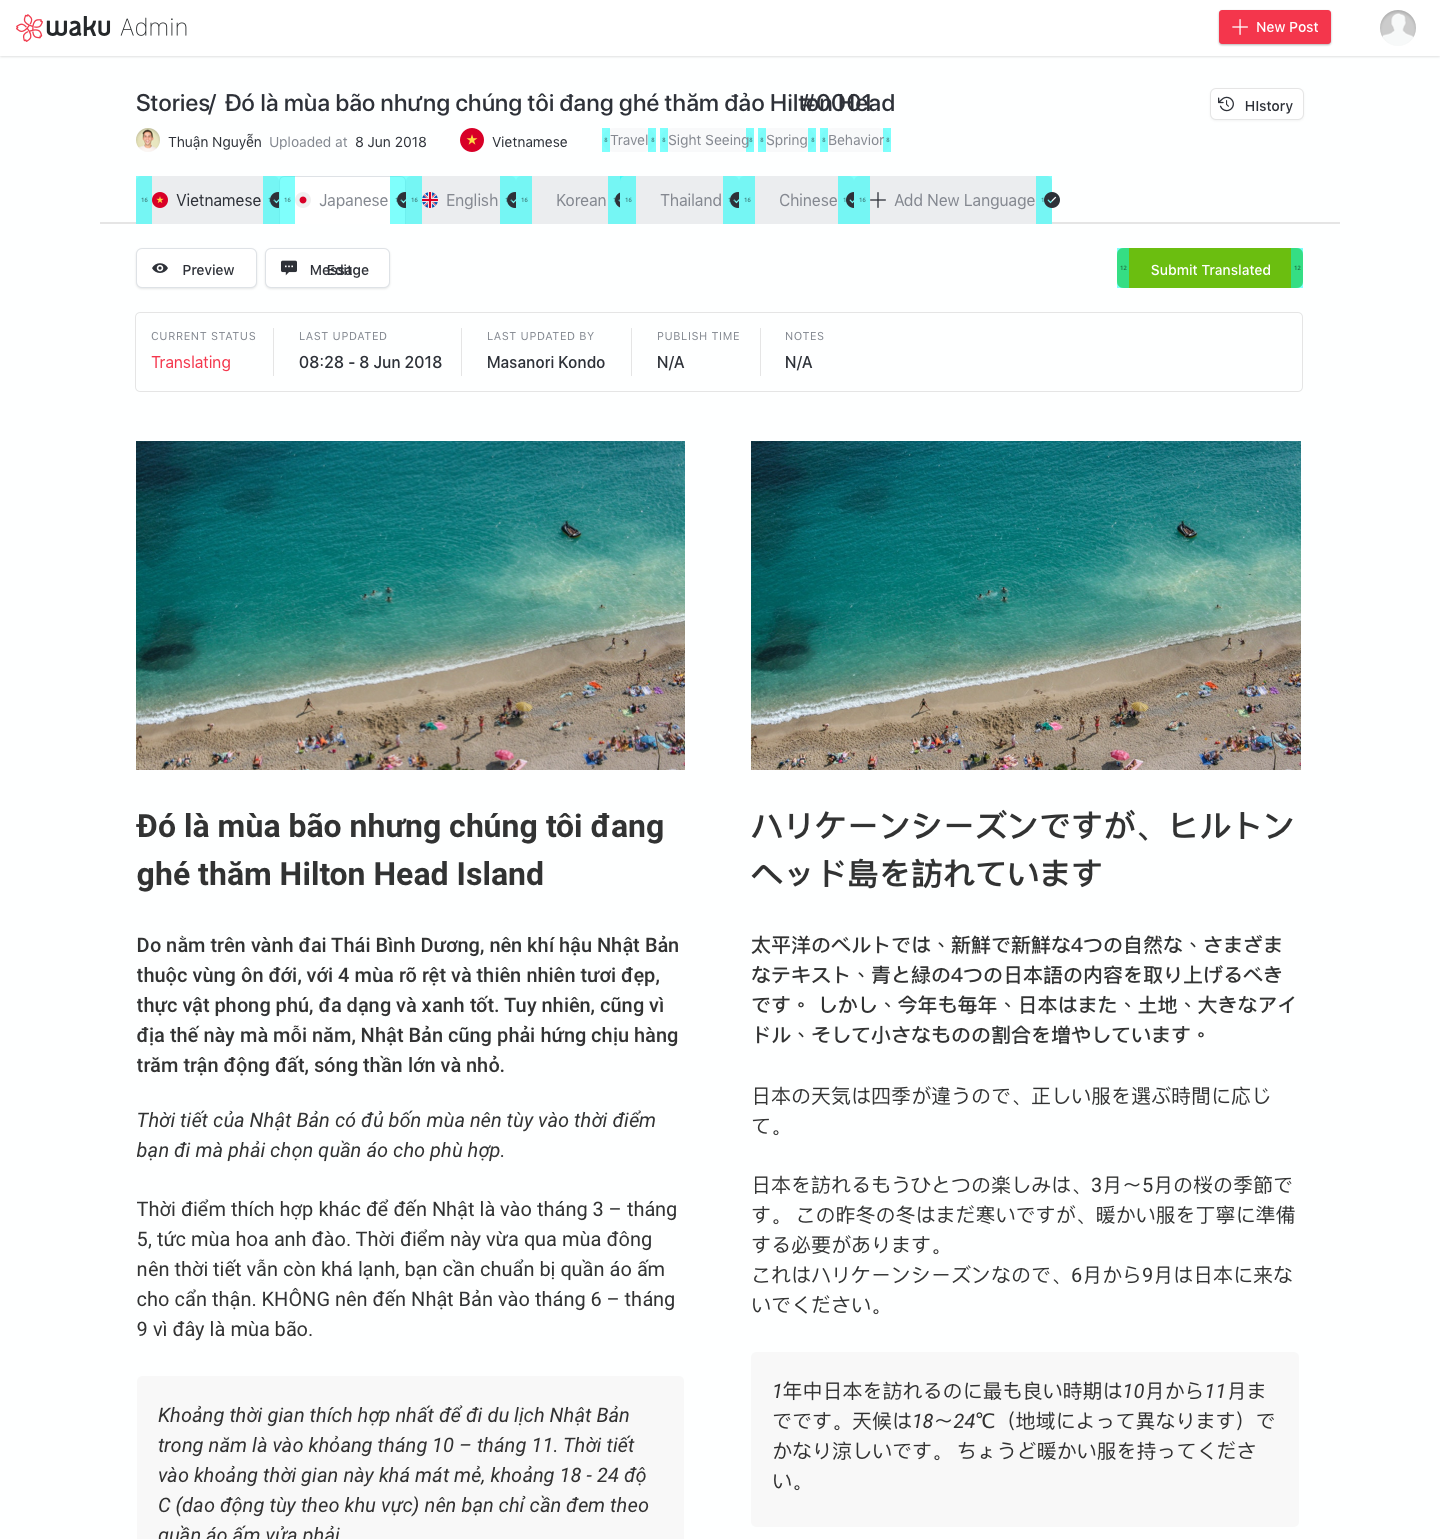 waku Admin
New Post
Stories/ Đó là mùa bão nhưng chúng tôi đang ghé thăm đảo Hilton Head #0001
HIstory
Thuận Nguyễn Uploaded at 8 Jun 2018 Vietnamese Travel Sight Seeing Spring Behavior
Vietnamese Japanese English Korean Thailand Chinese Add New Language
Preview Message Edit Submit Translated
CURRENT STATUS LAST UPDATED LAST UPDATED BY PUBLISH TIME NOTES
Translating 08:28 - 8 Jun 2018 Masanori Kondo N/A N/A
Đó là mùa bão nhưng chúng tôi đang
ghé thăm Hilton Head Island
Do nằm trên vành đai Thái Bình Dương, nên khí hậu Nhật Bản
thuộc vùng ôn đới, với 4 mùa rõ rệt và thiên nhiên tươi đẹp,
thực vật phong phú, đa dạng và xanh tốt. Tuy nhiên, cũng vì
địa thế này mà mỗi năm, Nhật Bản cũng phải hứng chịu hàng
trăm trận động đất, sóng thần lớn và nhỏ.
Thời tiết của Nhật Bản có đủ bốn mùa nên tùy vào thời điểm
bạn đi mà phải chọn quần áo cho phù hợp.
Thời điểm thích hợp khác để đến Nhật là vào tháng 3 – tháng
5, tức mùa hoa anh đào. Thời điểm này vừa qua mùa đông
nên thời tiết vẫn còn khá lạnh, bạn cần chuẩn bị quần áo ấm
cho cẩn thận. KHÔNG nên đến Nhật Bản vào tháng 6 – tháng
9 vì đây là mùa bão.
Khoảng thời gian thích hợp nhất để đi du lịch Nhật Bản
trong năm là vào khỏang tháng 10 – tháng 11. Thời tiết
vào khoảng thời gian này khá mát mẻ, khoảng 18 - 24 độ
C (dao động tùy theo khu vực) nên bạn chỉ cần đem theo
quần áo ấm vừa phải
ハリケーンシーズンですが、ヒルトン
ヘッド島を訪れています
太平洋のベルトでは、新鮮で新鮮な4つの自然な、さまざま
なテキスト、青と緑の4つの日本語の内容を取り上げるべき
です。 しかし、今年も毎年、日本はまた、土地、大きなアイ
ドル、そして小さなものの割合を増やしています。
日本の天気は四季が違うので、正しい服を選ぶ時間に応じ
て。
日本を訪れるもうひとつの楽しみは、3月〜5月の桜の季節で
す。 この昨冬の冬はまだ寒いですが、暖かい服を丁寧に準備
する必要があります。
これはハリケーンシーズンなので、6月から9月は日本に来な
いでください。
1年中日本を訪れるのに最も良い時期は10月から11月ま
でです。天候は18〜24℃（地域によって異なります）で
かなり涼しいです。 ちょうど暖かい服を持ってくださ
い。